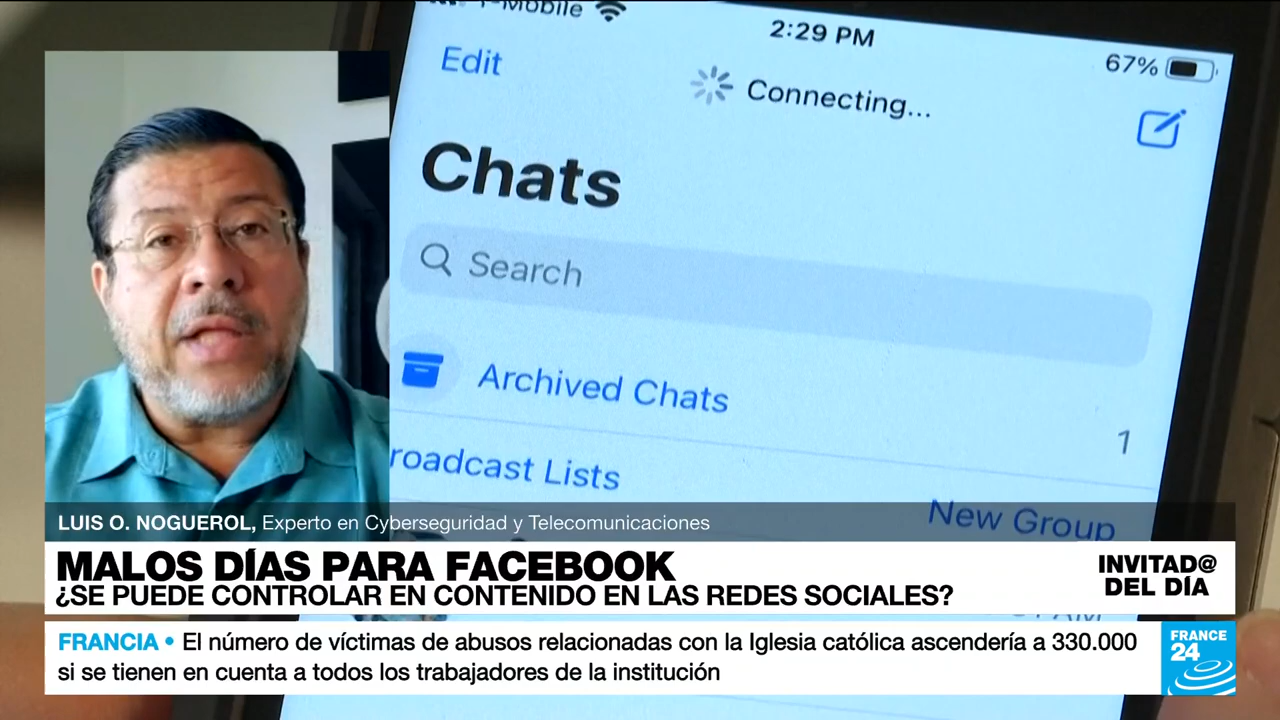 T-Mobile
2:29 PM
67%
Edit
Connecting...
Chats
Search
Archived Chats
1
roadcast Lists
New Group
LUIS O. NOGUEROL, Experto en Cyberseguridad y Telecomunicaciones
MALOS DÍAS PARA FACEBOOK
¿SE PUEDE CONTROLAR EN CONTENIDO EN LAS REDES SOCIALES?
INVITAD@
DEL DÍA
AM
FRANCIA • El número de víctimas de abusos relacionadas con la Iglesia católica ascendería a 330.000
si se tienen en cuenta a todos los trabajadores de la institución
FRANCE
24